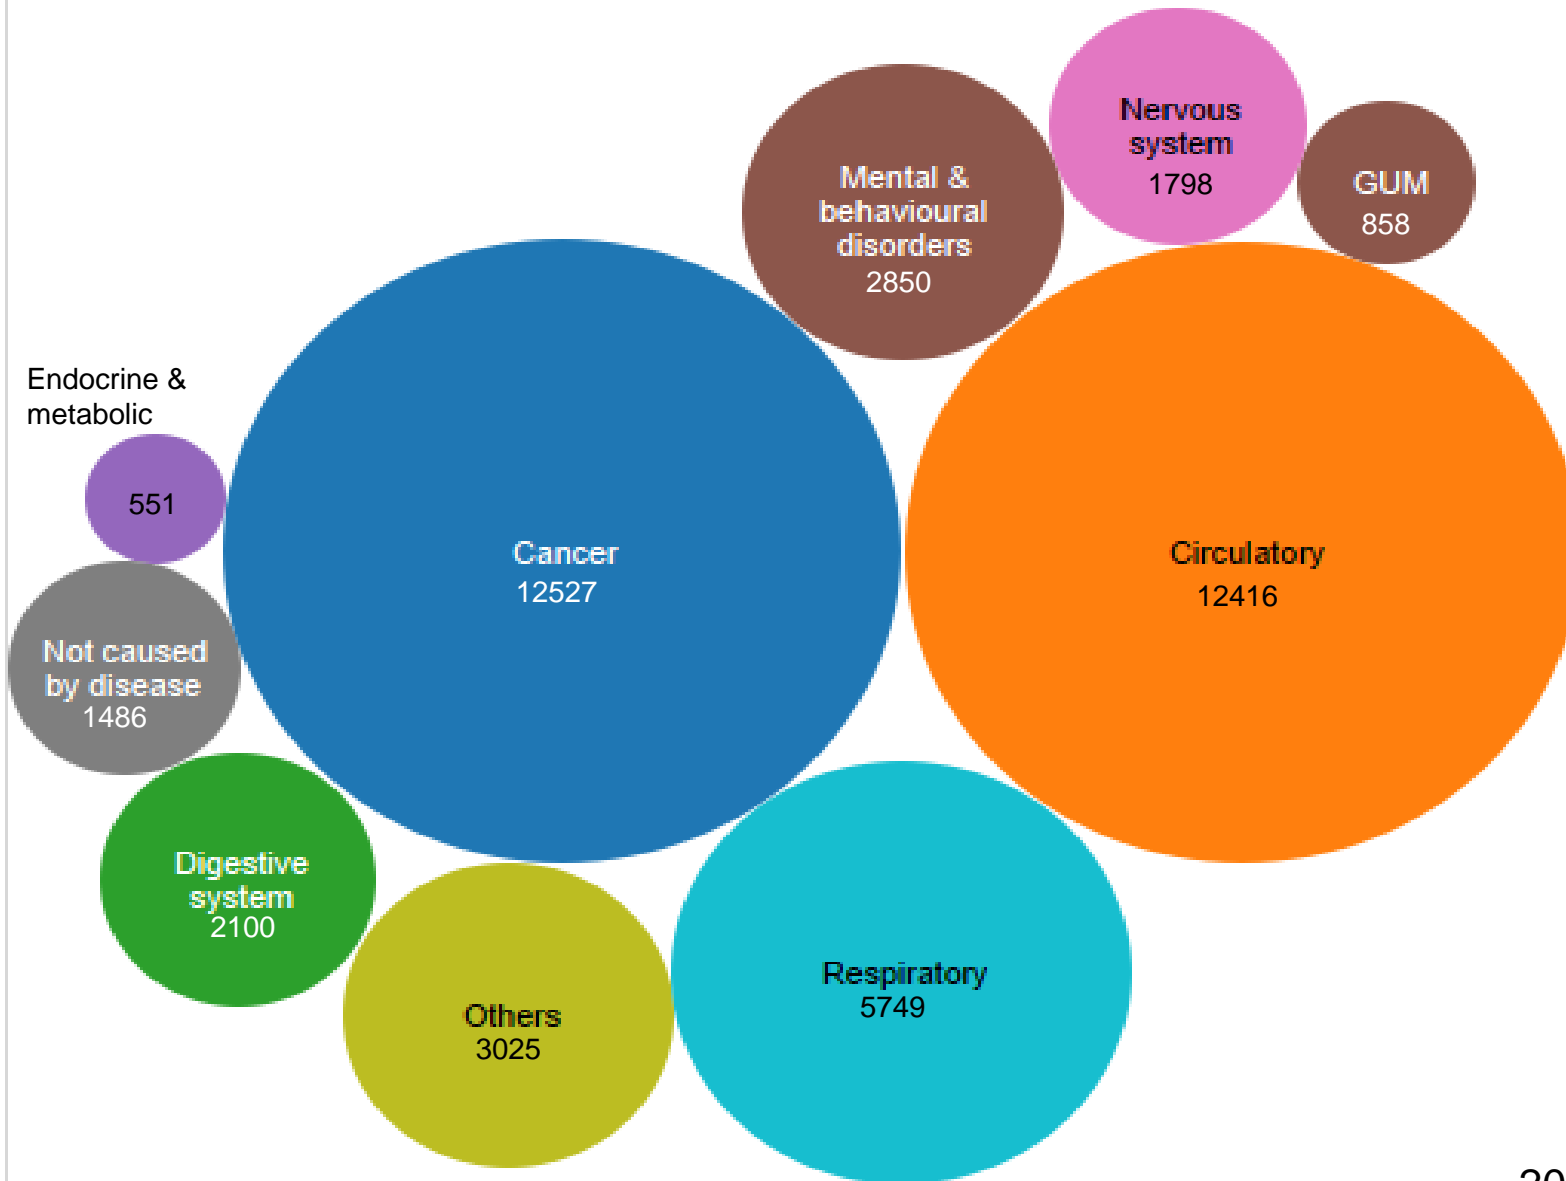 Nervous
system
1798
GUM
858
Mental &
behavioural
disorders
2850
Endocrine &
metabolic
551
Cancer
12527
Circulatory
12416
Not caused
by disease
1486
Digestive
system
2100
Others
3025
Respiratory
5749